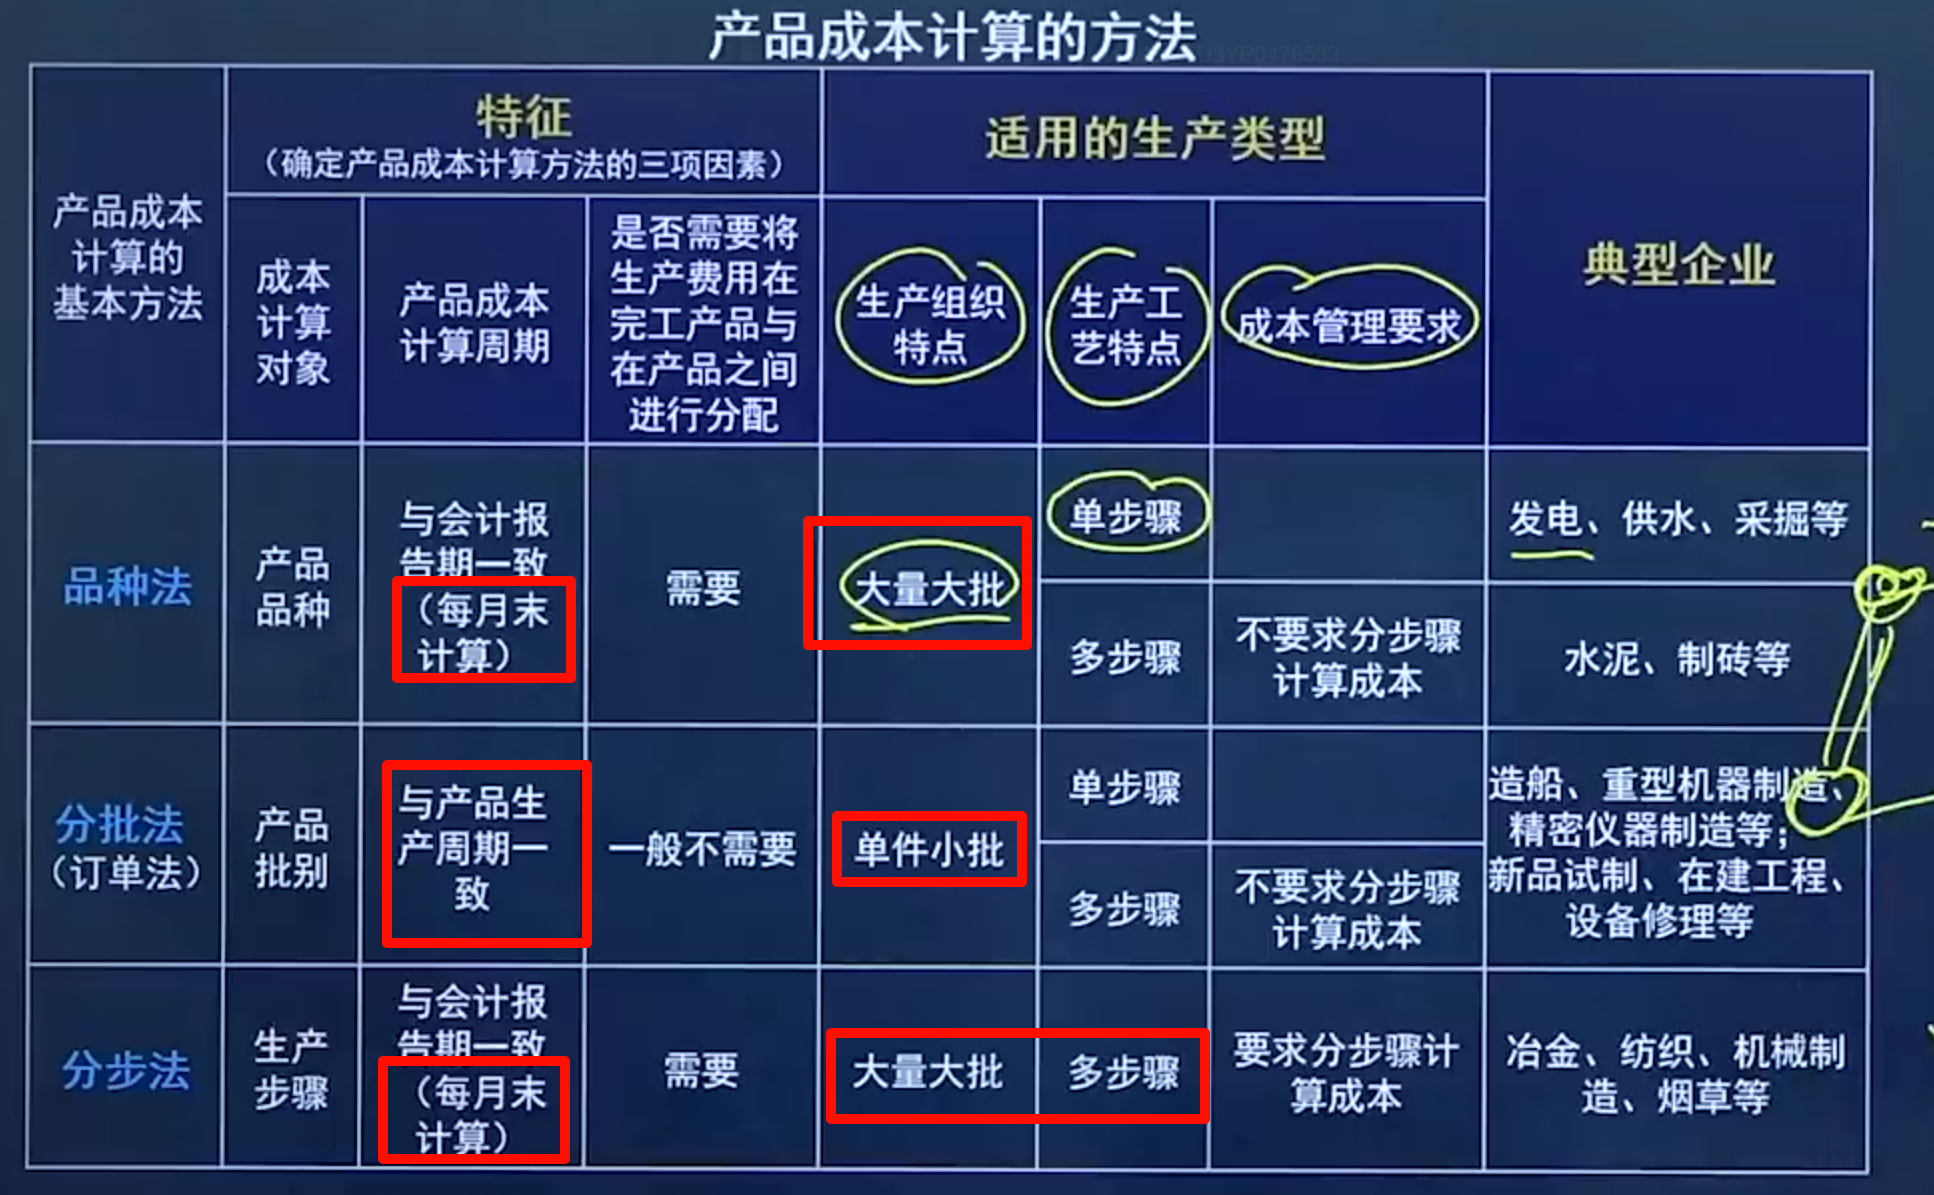 产品成本计算的方法
J3YP0476533
产品成本
计算的
基本方法
特征
（确定产品成本计算方法的三项因素）
适用的生产类型
典型企业
成本
计算
对象
产品成本
计算周期
是否需要将
生产费用在
完工产品与
在产品之间
进行分配
生产组织
特点
生产工
艺特点
成本管理要求
品种法
产品
品种
与会计报
告期一致
（每月末
计算）
需要
大量大批
单步骤
发电、供水、采掘等
多步骤
不要求分步骤
计算成本
水泥、制砖等
分批法
（订单法）
产品
批别
与产品生
产周期一
致
一般不需要
单件小批
单步骤
多步骤
不要求分步骤
计算成本
造船、重型机器制造、
精密仪器制造等；
新品试制、在建工程、
设备修理等
分步法
生产
步骤
与会计报
告期一致
（每月末
计算）
需要
大量大批
多步骤
要求分步骤计
算成本
冶金、纺织、机械制
造、烟草等